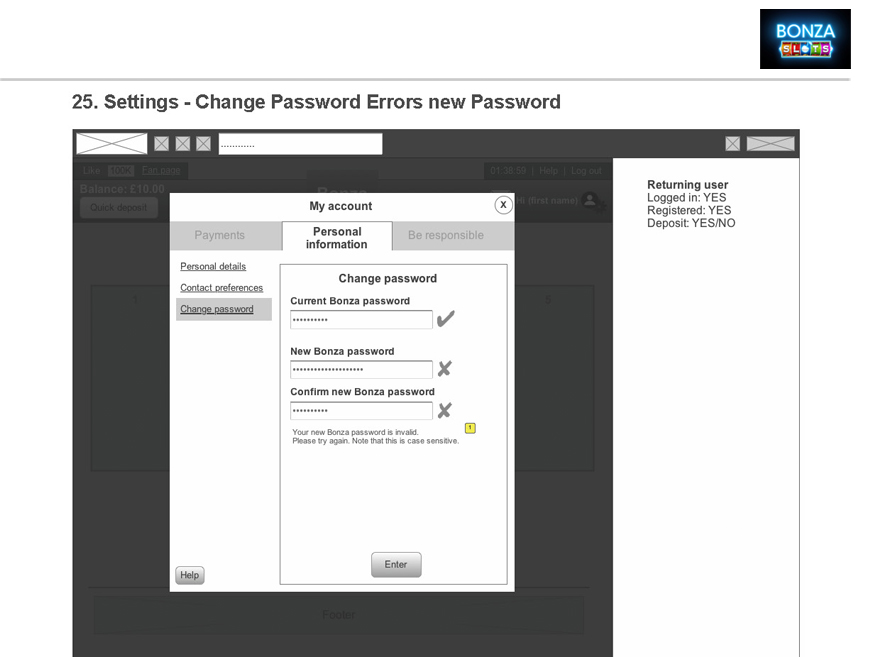 BONZA
SLOTS
25. Settings - Change Password Errors new Password
............
Like 100K Fan page
01:38:59 | Help | Log out
Balance: £10.00
Quick deposit
Bonza
Hi (first name)
Returning user
Logged in: YES
Registered: YES
Deposit: YES/NO
My account
X
Payments
Personal
information
Be responsible
Personal details
Contact preferences
Change password
Change password
Current Bonza password
••••••••••
New Bonza password
••••••••••••••••••••
Confirm new Bonza password
••••••••••
Your new Bonza password is invalid.
Please try again. Note that this is case sensitive.
1
1
Enter
Help
Footer